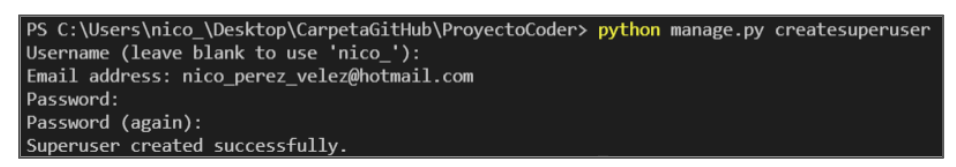 PS C:\Users\nico_\Desktop\CarpetaGitHub\ProyectoCoder> python manage.py createsuperuser
Username (leave blank to use 'nico_'):
Email address: nico_perez_velez@hotmail.com
Password:
Password (again):
Superuser created successfully.